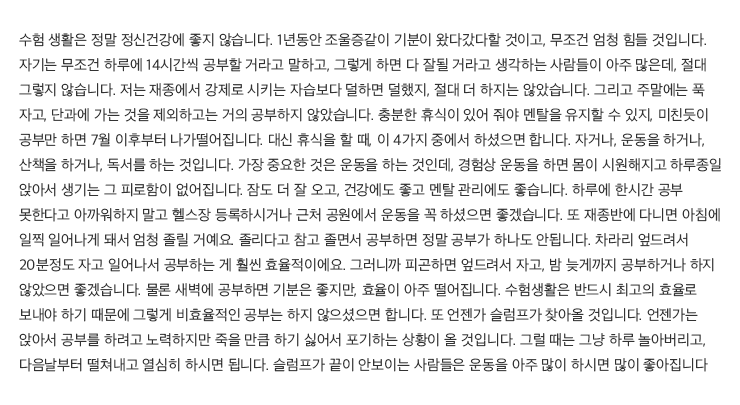 수험 생활은 정말 정신건강에 좋지 않습니다. 1년동안 조울증같이 기분이 왔다갔다할 것이고, 무조건 엄청 힘들 것입니다.
자기는 무조건 하루에 14시간씩 공부할 거라고 말하고, 그렇게 하면 다 잘될 거라고 생각하는 사람들이 아주 많은데, 절대
그렇지 않습니다. 저는 재종에서 강제로 시키는 자습보다 덜하면 덜했지, 절대 더 하지는 않았습니다. 그리고 주말에는 푹
자고, 단과에 가는 것을 제외하고는 거의 공부하지 않았습니다. 충분한 휴식이 있어 줘야 멘탈을 유지할 수 있지, 미친듯이
공부만 하면 7월 이후부터 나가떨어집니다. 대신 휴식을 할 때, 이 4가지 중에서 하셨으면 합니다. 자거나, 운동을 하거나,
산책을 하거나, 독서를 하는 것입니다. 가장 중요한 것은 운동을 하는 것인데, 경험상 운동을 하면 몸이 시원해지고 하루종일
앉아서 생기는 그 피로함이 없어집니다. 잠도 더 잘 오고, 건강에도 좋고 멘탈 관리에도 좋습니다. 하루에 한시간 공부
못한다고 아까워하지 말고 헬스장 등록하시거나 근처 공원에서 운동을 꼭 하셨으면 좋겠습니다. 또 재종반에 다니면 아침에
일찍 일어나게 돼서 엄청 졸릴 거예요. 졸리다고 참고 졸면서 공부하면 정말 공부가 하나도 안됩니다. 차라리 엎드려서
20분정도 자고 일어나서 공부하는 게 훨씬 효율적이에요. 그러니까 피곤하면 엎드려서 자고, 밤 늦게까지 공부하거나 하지
않았으면 좋겠습니다. 물론 새벽에 공부하면 기분은 좋지만, 효율이 아주 떨어집니다. 수험생활은 반드시 최고의 효율로
보내야 하기 때문에 그렇게 비효율적인 공부는 하지 않으셨으면 합니다. 또 언젠가 슬럼프가 찾아올 것입니다. 언젠가는
앉아서 공부를 하려고 노력하지만 죽을 만큼 하기 싫어서 포기하는 상황이 올 것입니다. 그럴 때는 그냥 하루 놀아버리고,
다음날부터 떨쳐내고 열심히 하시면 됩니다. 슬럼프가 끝이 안보이는 사람들은 운동을 아주 많이 하시면 많이 좋아집니다